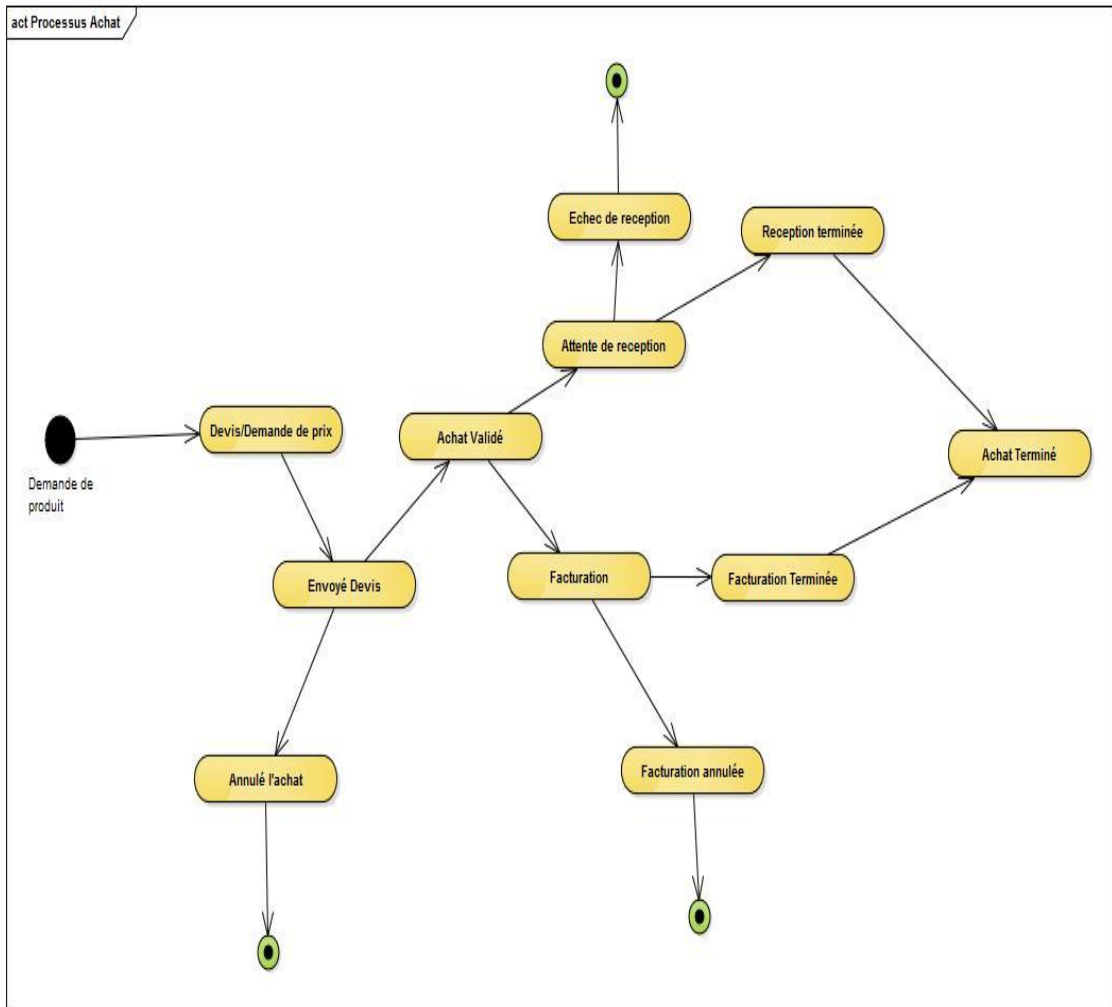 act Processus Achat
Echec de reception
Reception terminée
Attente de reception
Devis/Demande de prix
Achat Validé
Achat Terminé
Demande de
produit
Envoyé Devis
Facturation
Facturation Terminée
Annulé l'achat
Facturation annulée